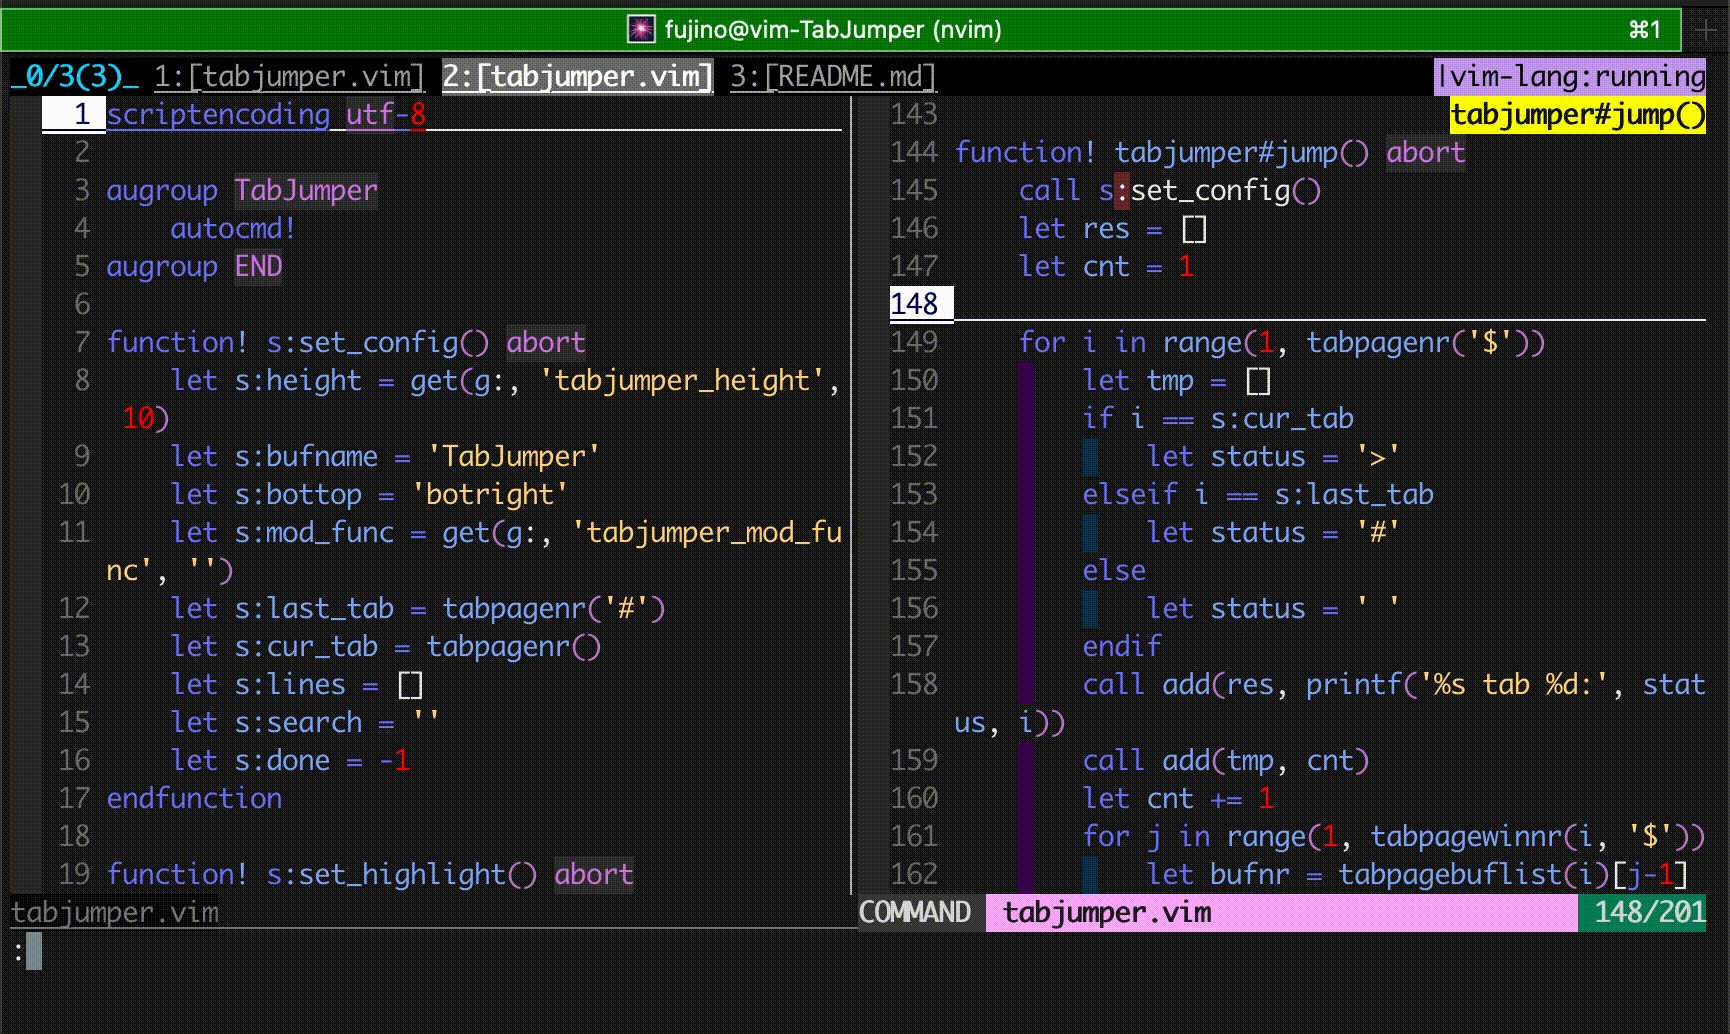 fujino@vim-TabJumper (nvim) ⌘1 +
_0/3(3)_ 1:[tabjumper.vim] 2:[tabjumper.vim] 3:[README.md] |vim-lang:running
1 scriptencoding utf-8
2
3 augroup TabJumper
4     autocmd!
5 augroup END
6
7 function! s:set_config() abort
8     let s:height = get(g:, 'tabjumper_height',
 10)
9     let s:bufname = 'TabJumper'
10     let s:bottop = 'botright'
11     let s:mod_func = get(g:, 'tabjumper_mod_fu
nc', '')
12     let s:last_tab = tabpagenr('#')
13     let s:cur_tab = tabpagenr()
14     let s:lines = []
15     let s:search = ''
16     let s:done = -1
17 endfunction
18
19 function! s:set_highlight() abort
tabjumper.vim
143 tabjumper#jump()
144 function! tabjumper#jump() abort
145     call s:set_config()
146     let res = []
147     let cnt = 1
148
149     for i in range(1, tabpagenr('$'))
150         let tmp = []
151         if i == s:cur_tab
152             let status = '>'
153         elseif i == s:last_tab
154             let status = '#'
155         else
156             let status = ' '
157         endif
158         call add(res, printf('%s tab %d:', stat
us, i))
159         call add(tmp, cnt)
160         let cnt += 1
161         for j in range(1, tabpagewinnr(i, '$'))
162             let bufnr = tabpagebuflist(i)[j-1]
COMMAND tabjumper.vim 148/201
: